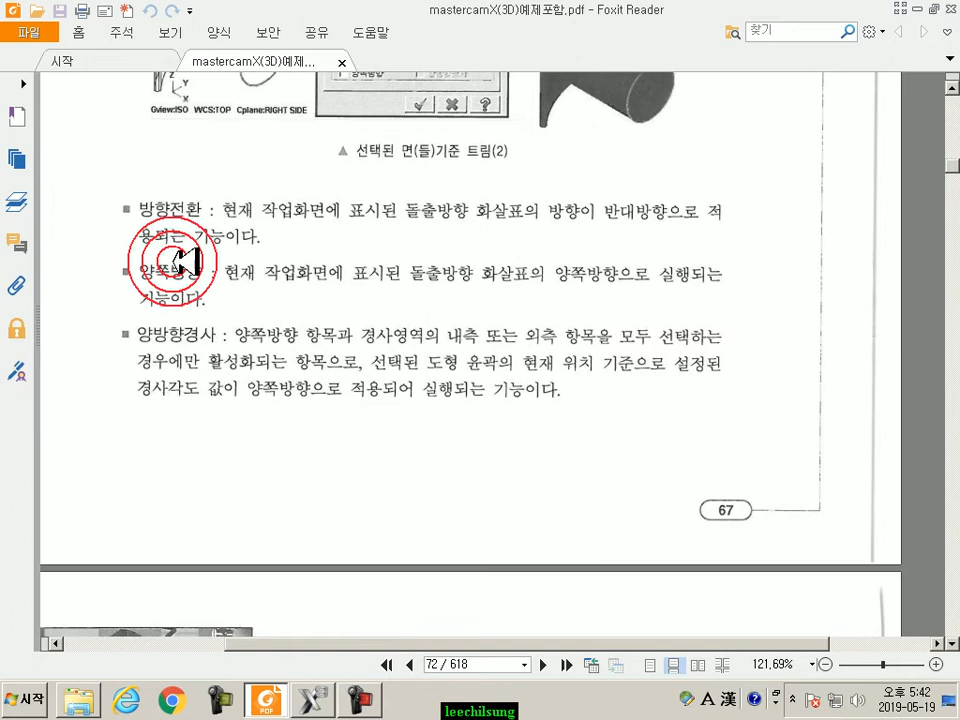 mastercamX(3D)예제포함.pdf - Foxit Reader
파일 홈 주석 보기 양식 보안 공유 도움말 찾기
시작 mastercamX(3D)예제...
Z
Y
X
Gview:ISO WCS:TOP Cplane:RIGHT SIDE
▲ 선택된 면(들)기준 트림(2)
■ 방향전환 : 현재 작업화면에 표시된 돌출방향 화살표의 방향이 반대방향으로 적
용되는 기능이다.
■ 양쪽방향 : 현재 작업화면에 표시된 돌출방향 화살표의 양쪽방향으로 실행되는
기능이다.
■ 양방향경사 : 양쪽방향 항목과 경사영역의 내측 또는 외측 항목을 모두 선택하는
경우에만 활성화되는 항목으로, 선택된 도형 윤곽의 현재 위치 기준으로 설정된
경사각도 값이 양쪽방향으로 적용되어 실행되는 기능이다.
67
72 / 618 121,69%
시작 A 漢 오후 5:42
2019-05-19
leechilsung